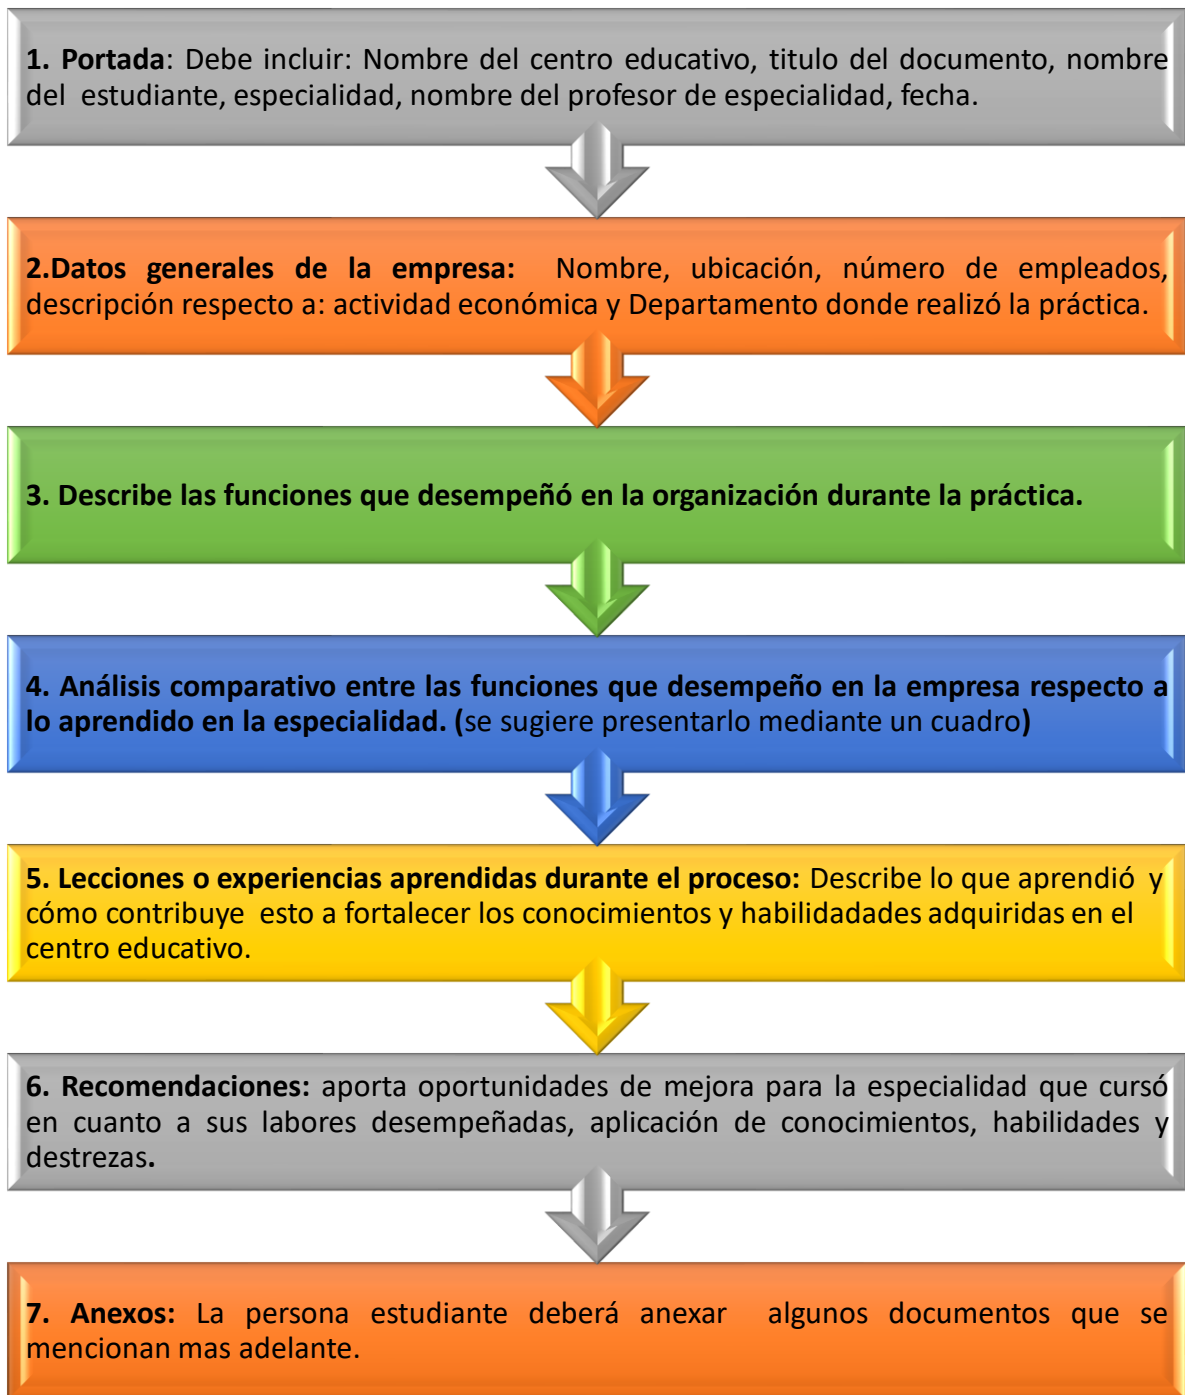 1. Portada: Debe incluir: Nombre del centro educativo, titulo del documento, nombre
del estudiante, especialidad, nombre del profesor de especialidad, fecha.
2.Datos generales de la empresa: Nombre, ubicación, número de empleados,
descripción respecto a: actividad económica y Departamento donde realizó la práctica.
3. Describe las funciones que desempeñó en la organización durante la práctica.
4. Análisis comparativo entre las funciones que desempeño en la empresa respecto a
lo aprendido en la especialidad. (se sugiere presentarlo mediante un cuadro)
5. Lecciones o experiencias aprendidas durante el proceso: Describe lo que aprendió y
cómo contribuye esto a fortalecer los conocimientos y habilidadades adquiridas en el
centro educativo.
6. Recomendaciones: aporta oportunidades de mejora para la especialidad que cursó
en cuanto a sus labores desempeñadas, aplicación de conocimientos, habilidades y
destrezas.
7. Anexos: La persona estudiante deberá anexar algunos documentos que se
mencionan mas adelante.